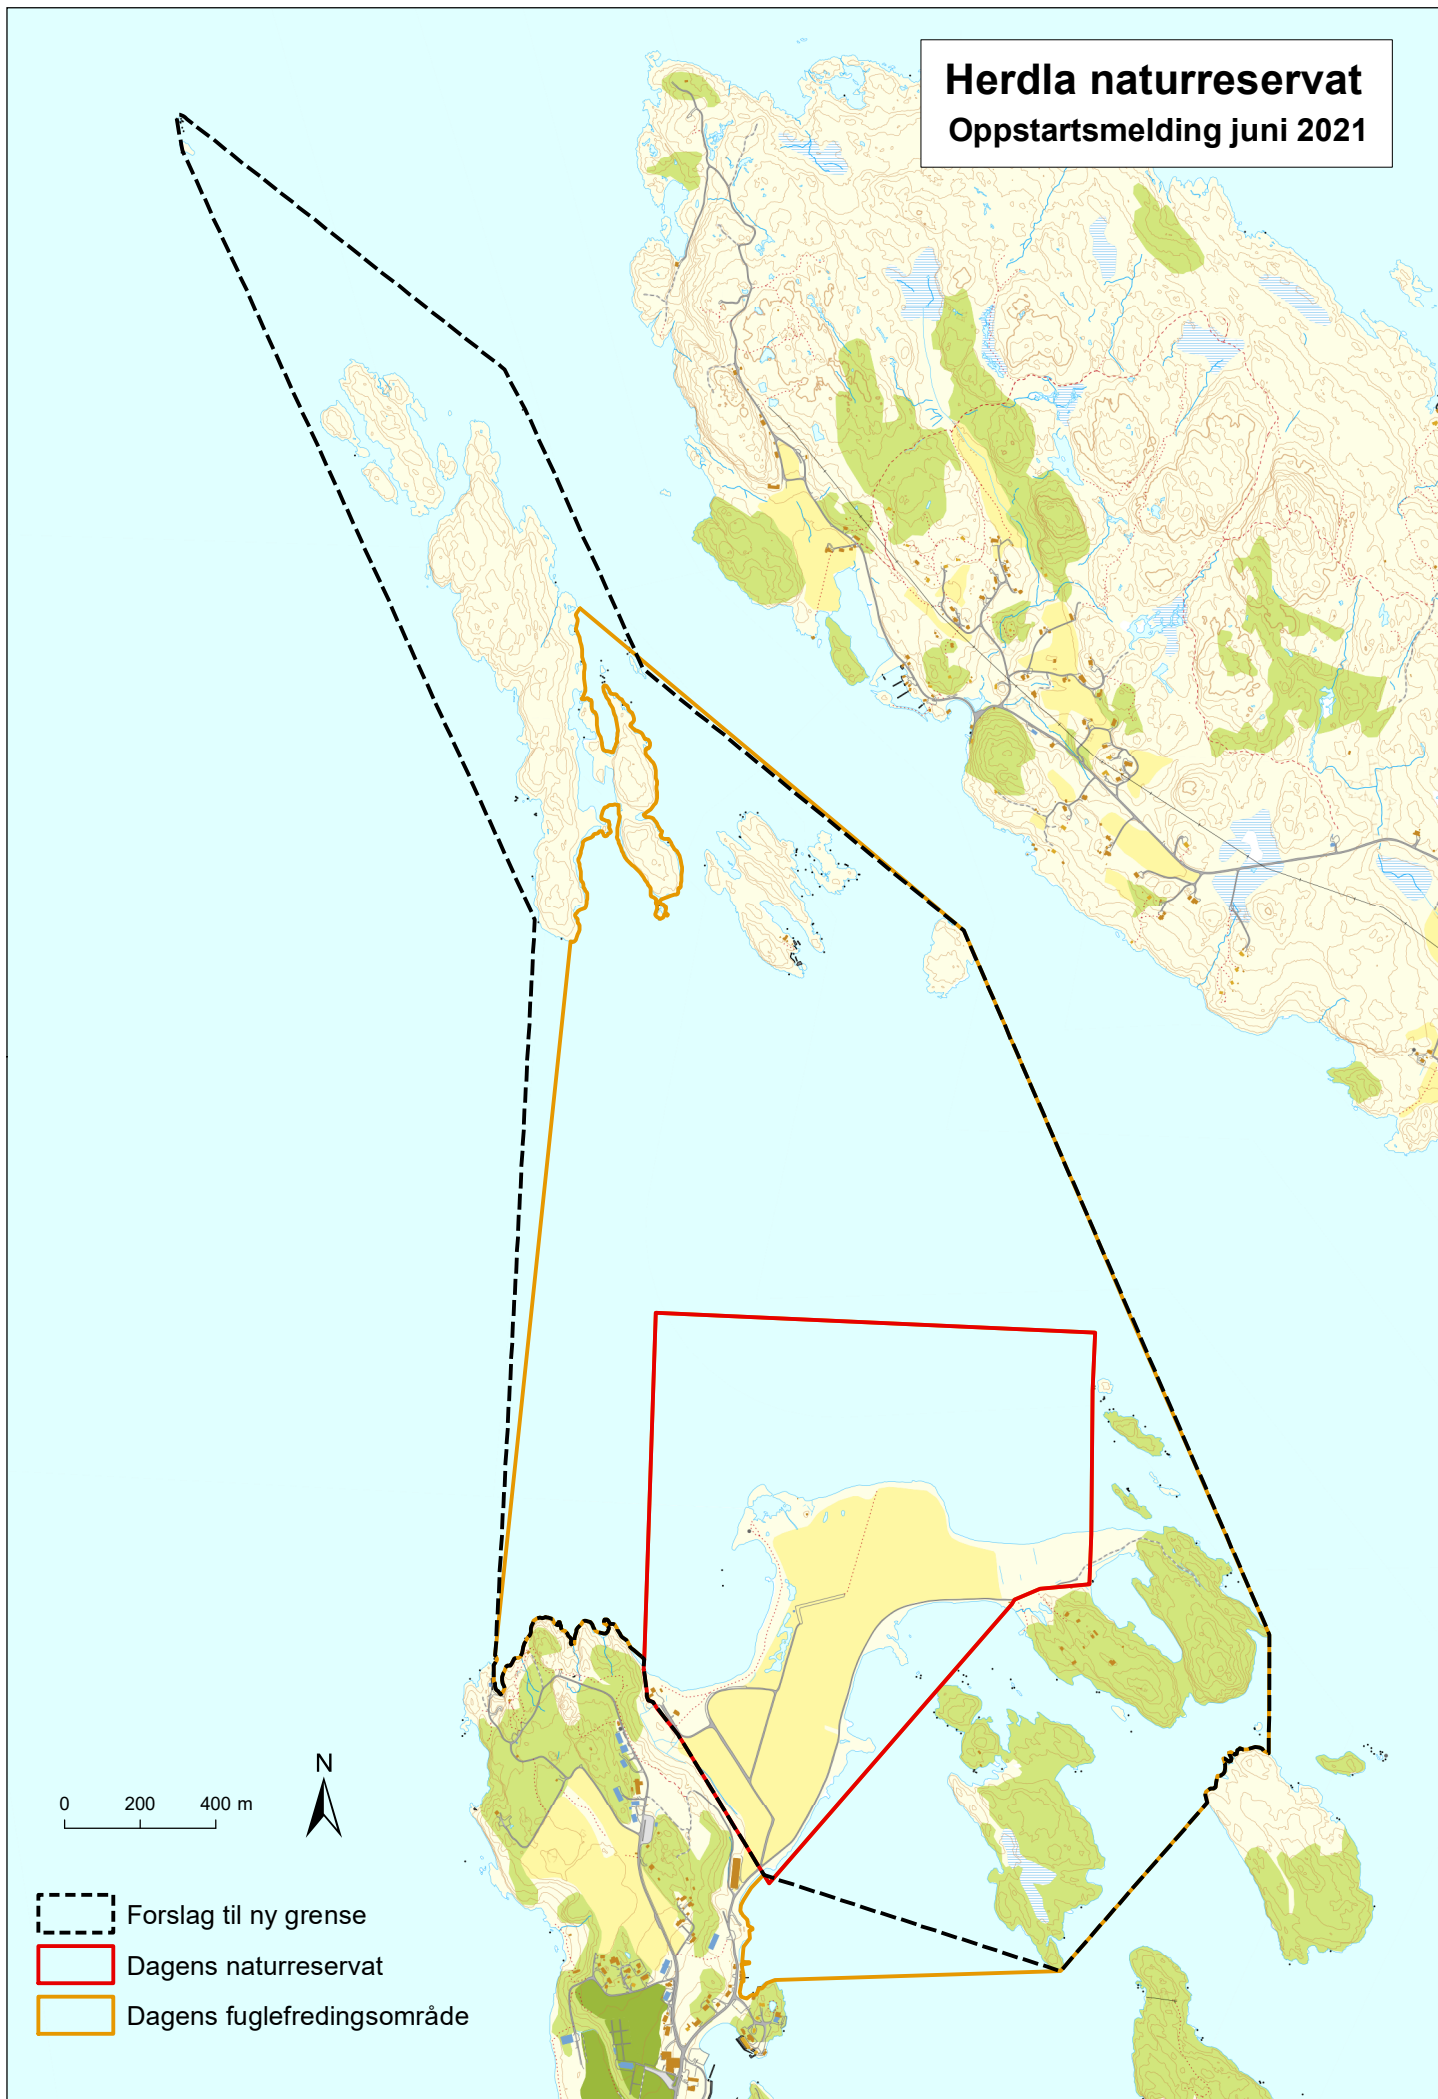 Herdla naturreservat
Oppstartsmelding juni 2021
N
0 200 400 m
Forslag til ny grense
Dagens naturreservat
Dagens fuglefredingsområde